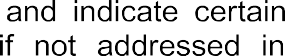 and indicate certain
if not addressed in